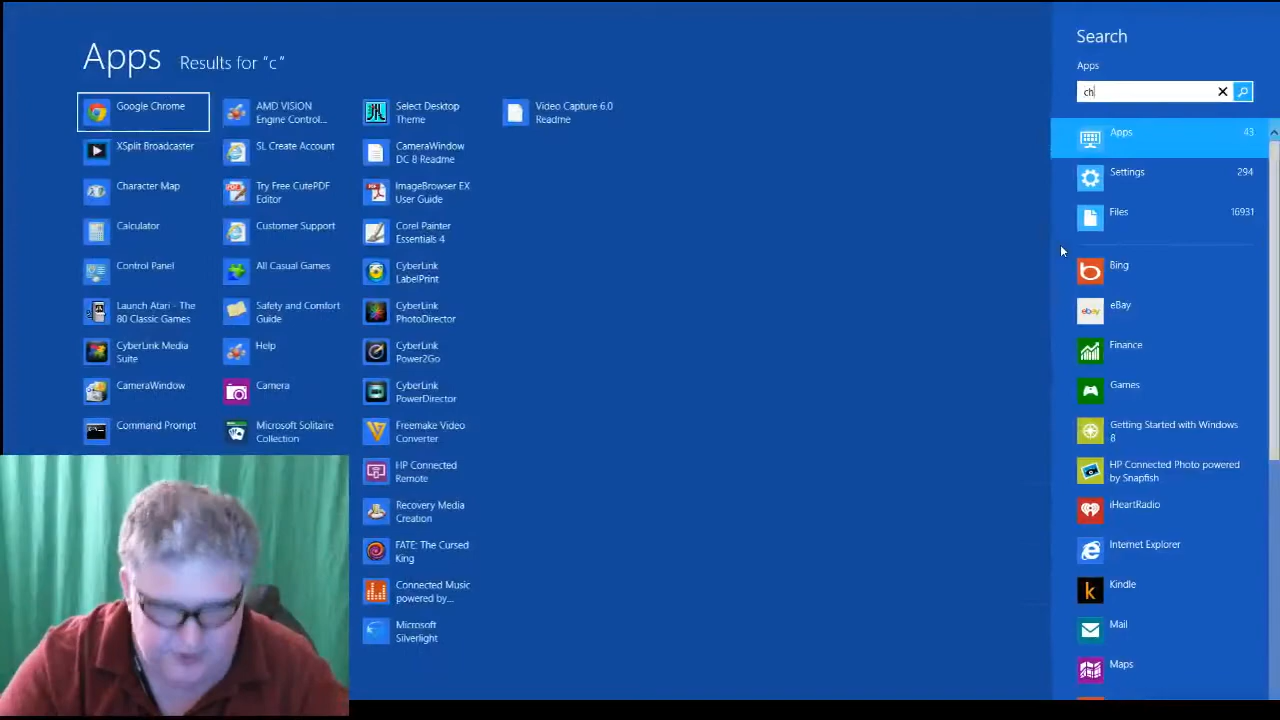 Apps Results for "c"
Google Chrome
XSplit Broadcaster
Character Map
Calculator
Control Panel
Launch Atari - The
80 Classic Games
CyberLink Media
Suite
CameraWindow
Command Prompt
AMD VISION
Engine Control...
SL Create Account
Try Free CutePDF
Editor
Customer Support
All Casual Games
Safety and Comfort
Guide
Help
Camera
Microsoft Solitaire
Collection
Select Desktop
Theme
CameraWindow
DC 8 Readme
ImageBrowser EX
User Guide
Corel Painter
Essentials 4
CyberLink
LabelPrint
CyberLink
PhotoDirector
CyberLink
Power2Go
CyberLink
PowerDirector
Freemake Video
Converter
HP Connected
Remote
Recovery Media
Creation
FATE: The Cursed
King
Connected Music
powered by...
Microsoft
Silverlight
Video Capture 6.0
Readme
Search
Apps
ch
Apps 43
Settings 294
Files 16931
Bing
eBay
Finance
Games
Getting Started with Windows
8
HP Connected Photo powered
by Snapfish
iHeartRadio
Internet Explorer
Kindle
Mail
Maps